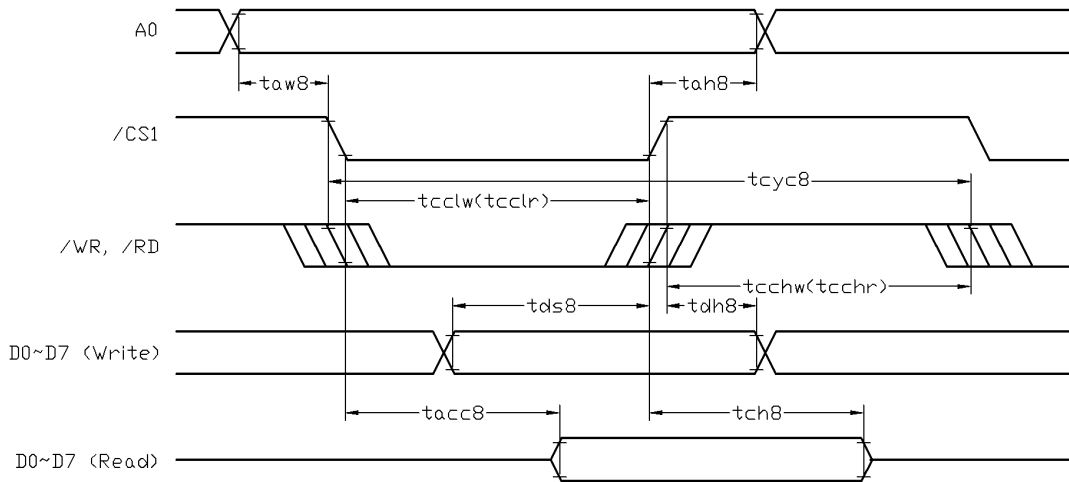 A0
taw8
tah8
/CS1
tcyc8
tcclw(tcclr)
/WR, /RD
tcchw(tcchr)
tds8
tdh8
D0~D7 (Write)
tacc8
tch8
D0~D7 (Read)